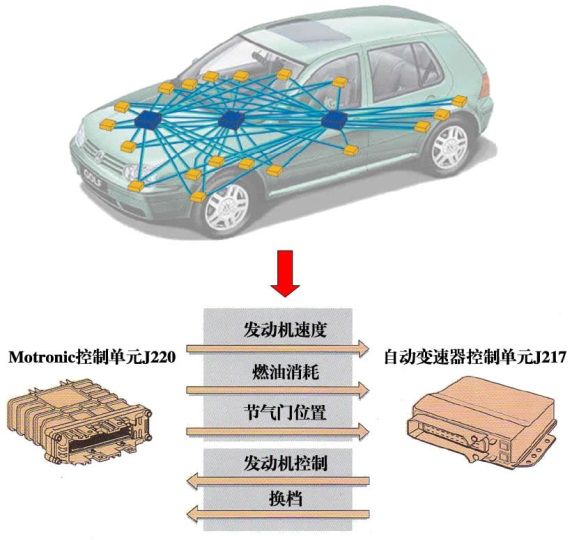 GOLF
发动机速度
Motronic控制单元J220
自动变速器控制单元J217
燃油消耗
节气门位置
发动机控制
换档